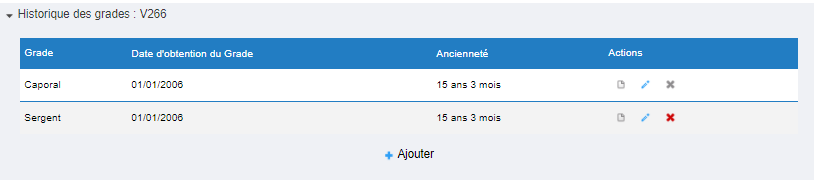 Historique des grades : V266
Grade Date d'obtention du Grade Ancienneté Actions
Caporal 01/01/2006 15 ans 3 mois
Sergent 01/01/2006 15 ans 3 mois
Ajouter